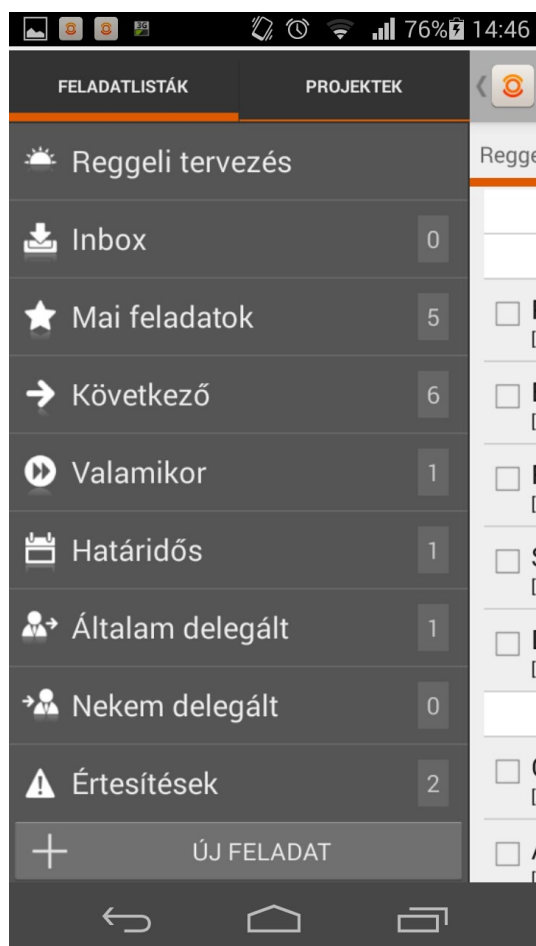 3G 76% 14:46
FELADATLISTÁK PROJEKTEK
Reggeli tervezés
Inbox 0
Mai feladatok 5
Következő 6
Valamikor 1
Határidős 1
Általam delegált 1
Nekem delegált 0
Értesítések 2
ÚJ FELADAT